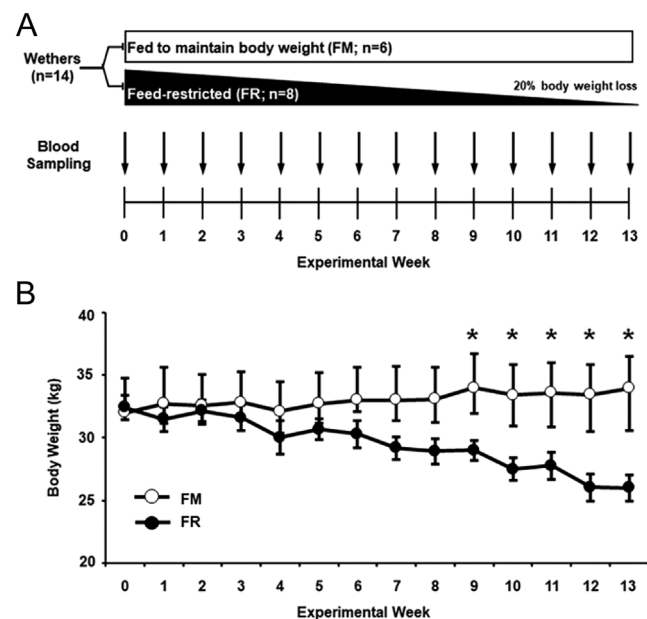 A
Fed to maintain body weight (FM; n=6)
Wethers
(n=14)
20% body weight loss
Feed-restricted (FR; n=8)
Blood
Sampling
0 1 2 3 4 5 6 7 8 9 10 11 12 13
Experimental Week
B
40
* * * * *
35
30
25
20
Body Weight (kg)
FM
FR
0 1 2 3 4 5 6 7 8 9 10 11 12 13
Experimental Week